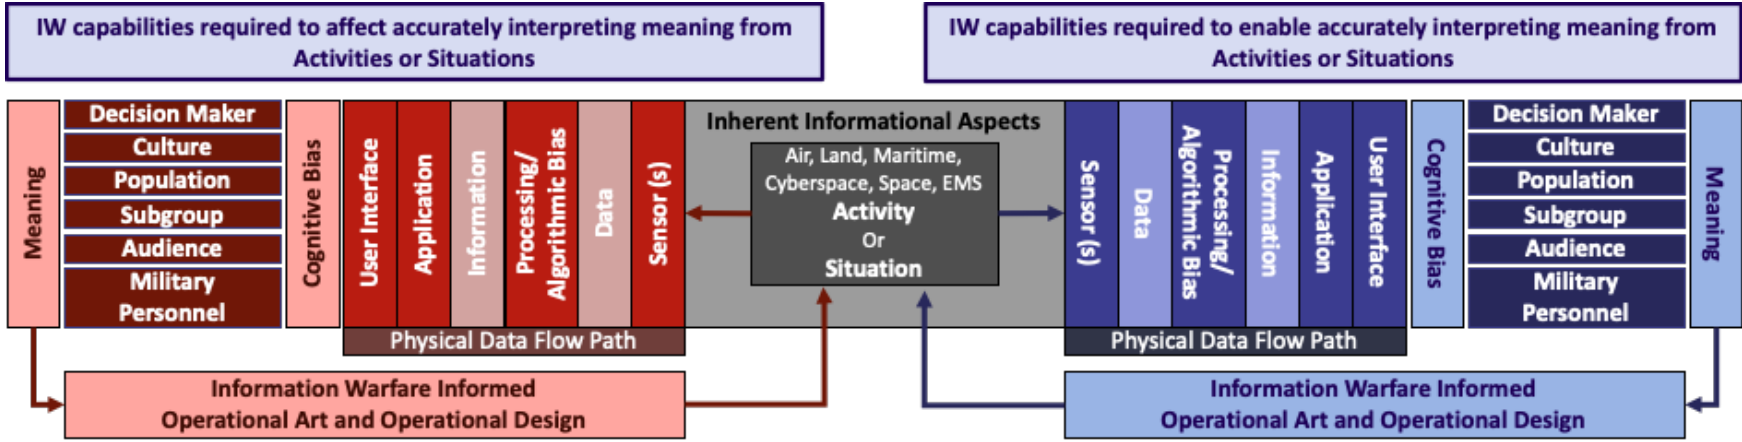 IW capabilities required to affect accurately interpreting meaning from
Activities or Situations
IW capabilities required to enable accurately interpreting meaning from
Activities or Situations
Meaning
Decision Maker
Culture
Population
Subgroup
Audience
Military
Personnel
Cognitive Bias
User Interface
Application
Information
Processing/
Algorithmic Bias
Data
Sensor (s)
Physical Data Flow Path
Inherent Informational Aspects
Air, Land, Maritime,
Cyberspace, Space, EMS
Activity
Or
Situation
Sensor (s)
Data
Processing/
Algorithmic Bias
Information
Application
User Interface
Physical Data Flow Path
Cognitive Bias
Decision Maker
Culture
Population
Subgroup
Audience
Military
Personnel
Meaning
Information Warfare Informed
Operational Art and Operational Design
Information Warfare Informed
Operational Art and Operational Design